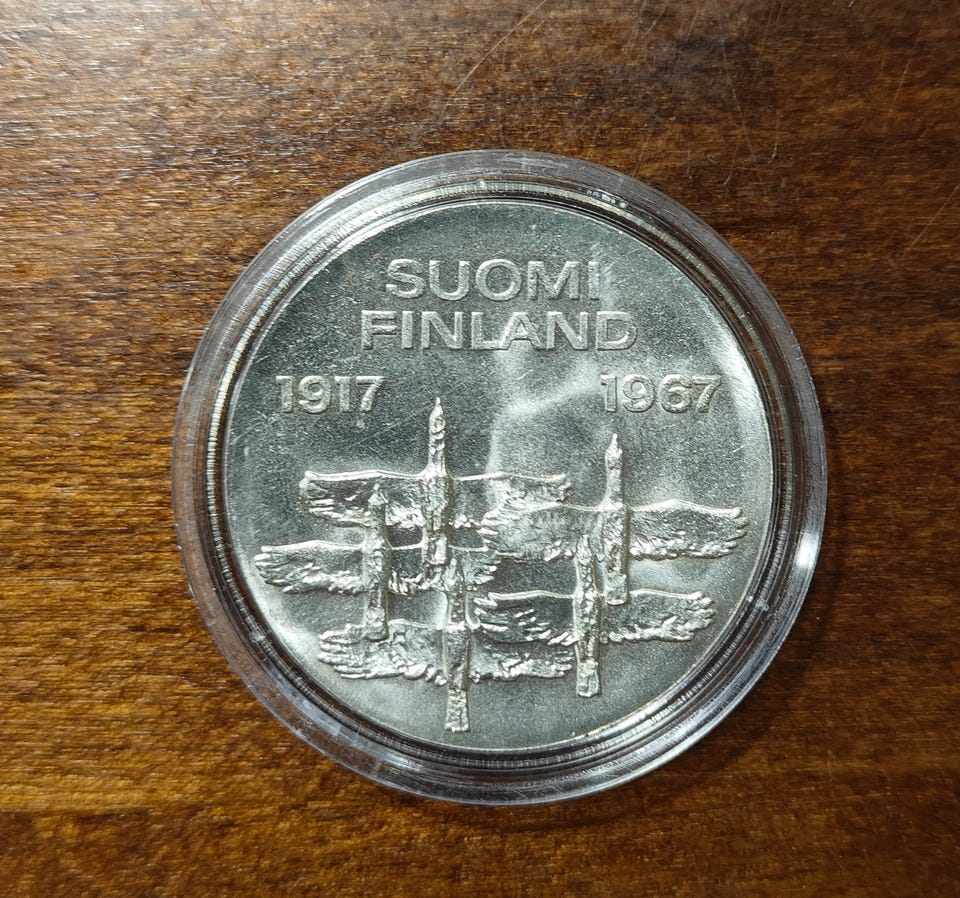 SUOMI
FINLAND
1917 1967